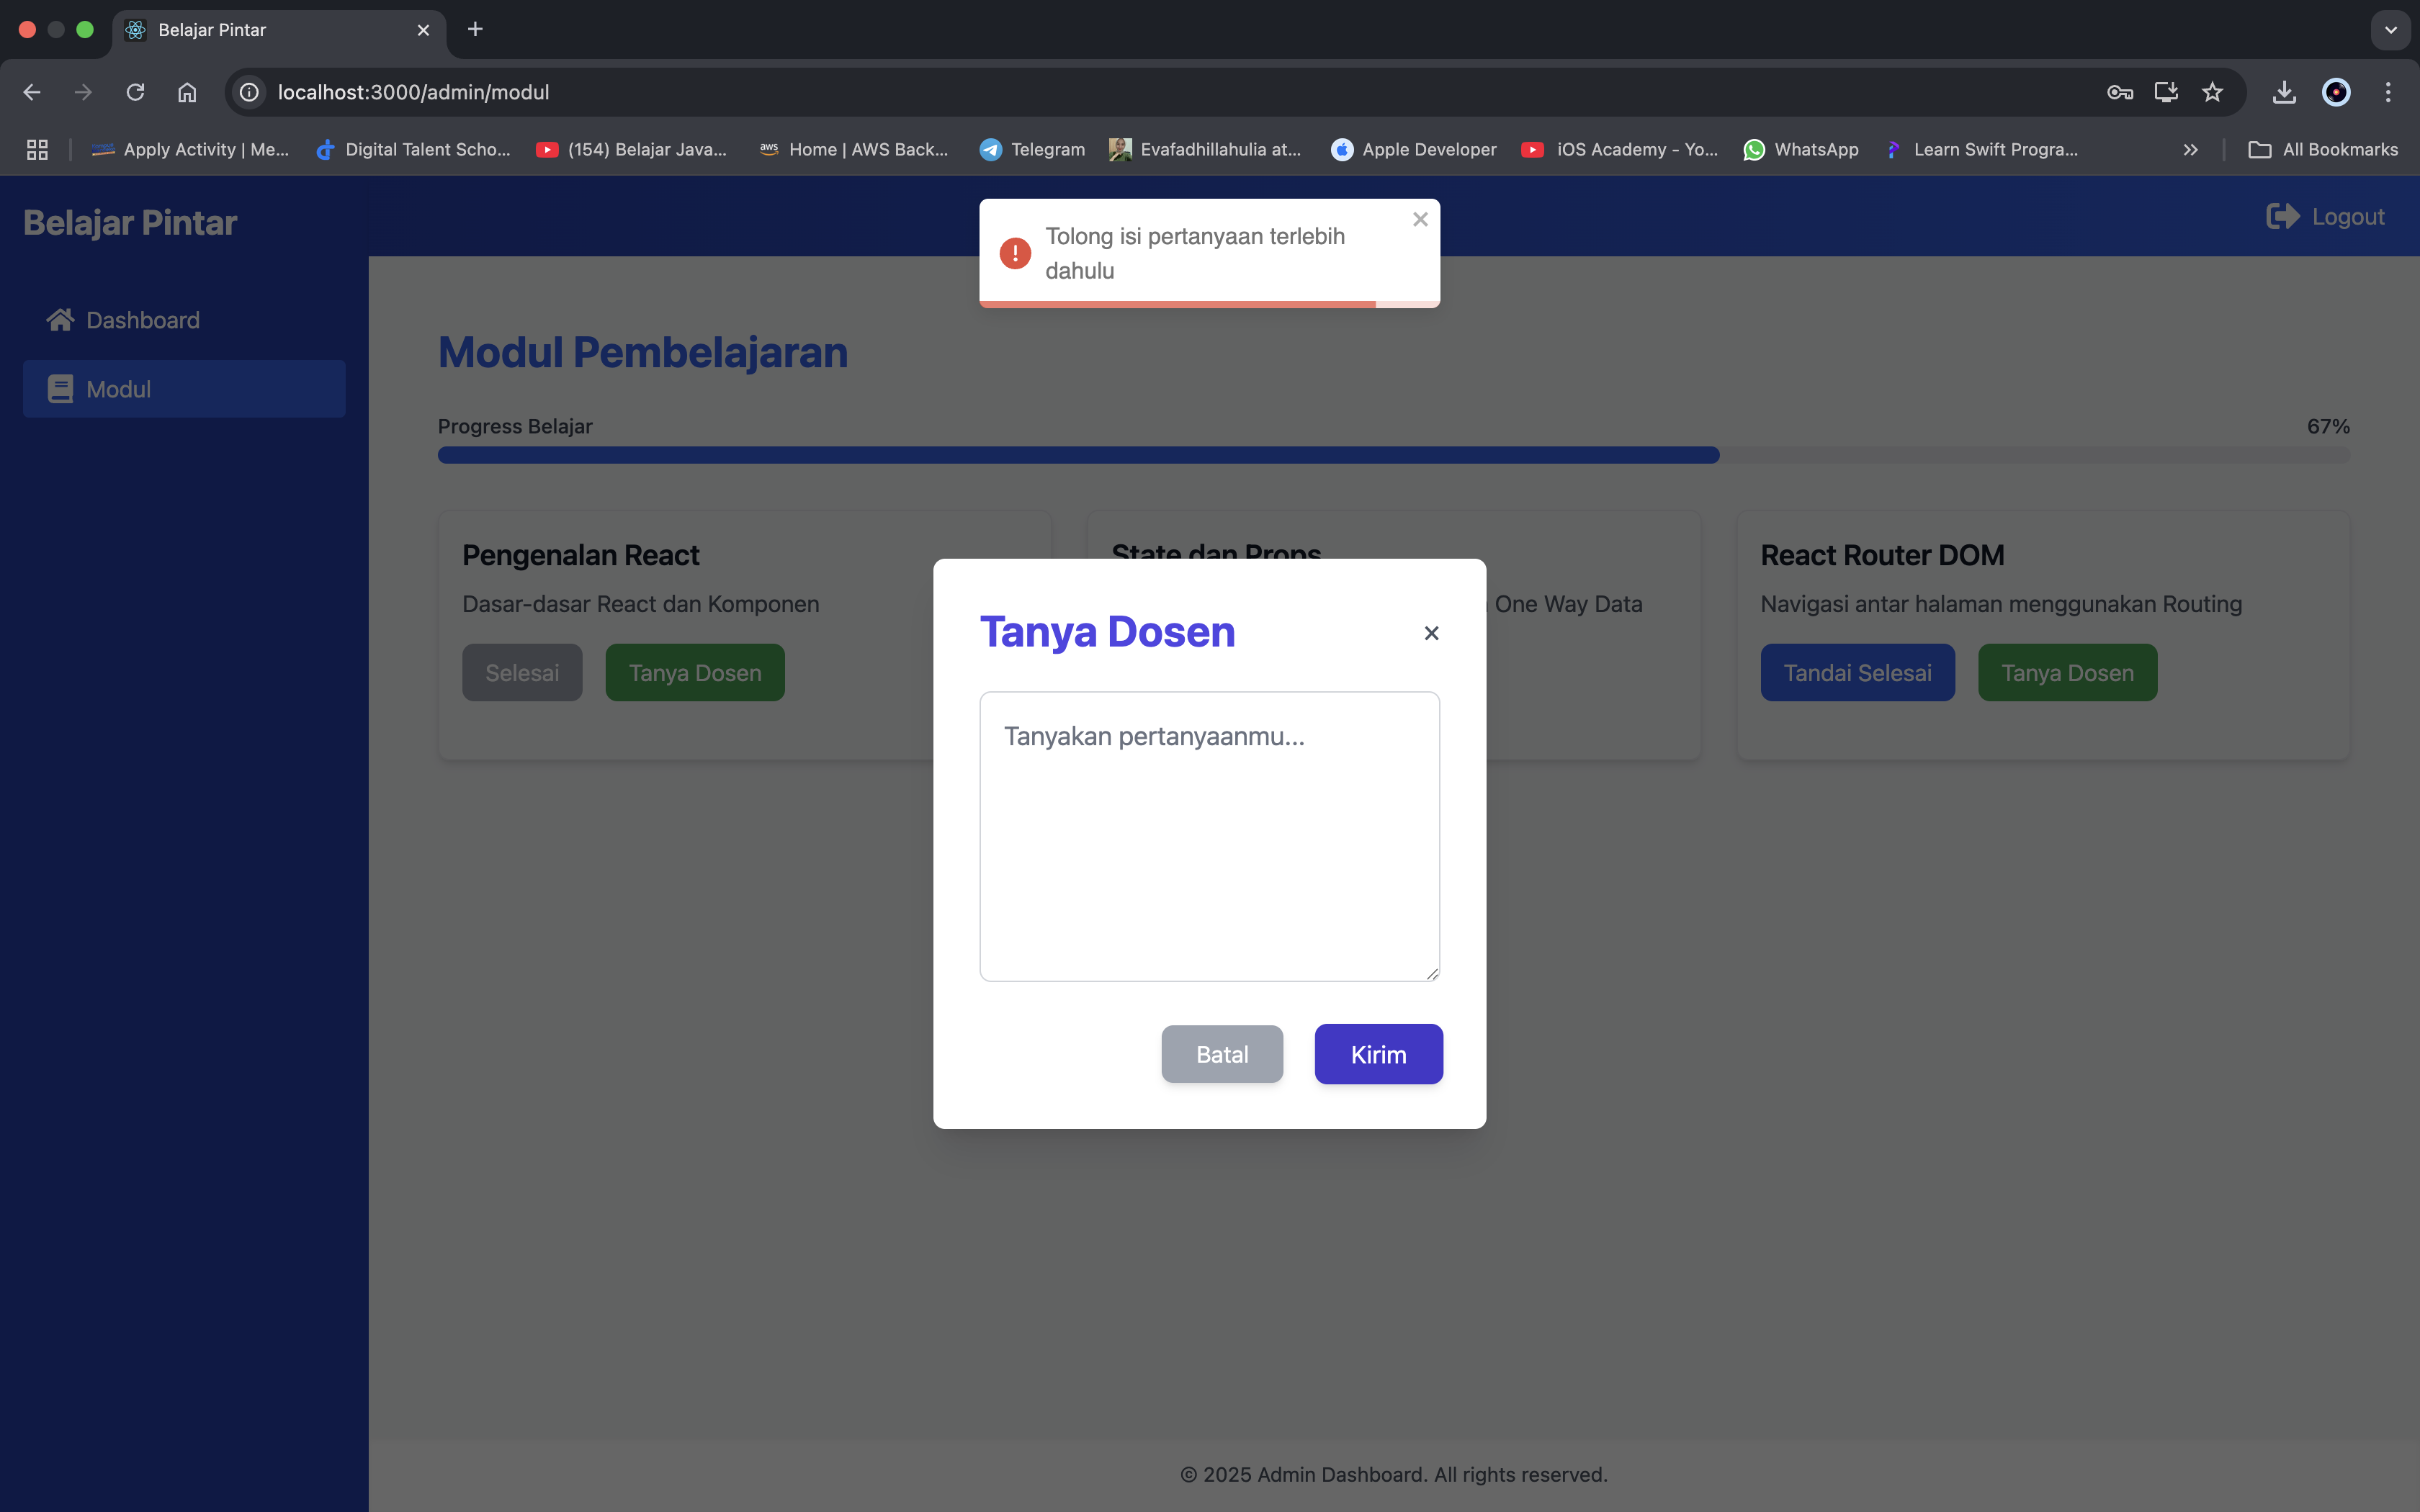 Belajar Pintar
localhost:3000/admin/modul
Apply Activity | Me...
Digital Talent Scho...
(154) Belajar Java...
aws
Home | AWS Back...
Telegram
Evafadhillahulia at...
Apple Developer
iOS Academy - Yo...
WhatsApp
Learn Swift Progra...
All Bookmarks
Belajar Pintar
Tolong isi pertanyaan terlebih
dahulu
Logout
Dashboard
Modul
Modul Pembelajaran
Progress Belajar
67%
Pengenalan React
Dasar-dasar React dan Komponen
Selesai
Tanya Dosen
State dan Props
One Way Data
React Router DOM
Navigasi antar halaman menggunakan Routing
Tandai Selesai
Tanya Dosen
Tanya Dosen
Tanyakan pertanyaanmu...
Batal
Kirim
© 2025 Admin Dashboard. All rights reserved.